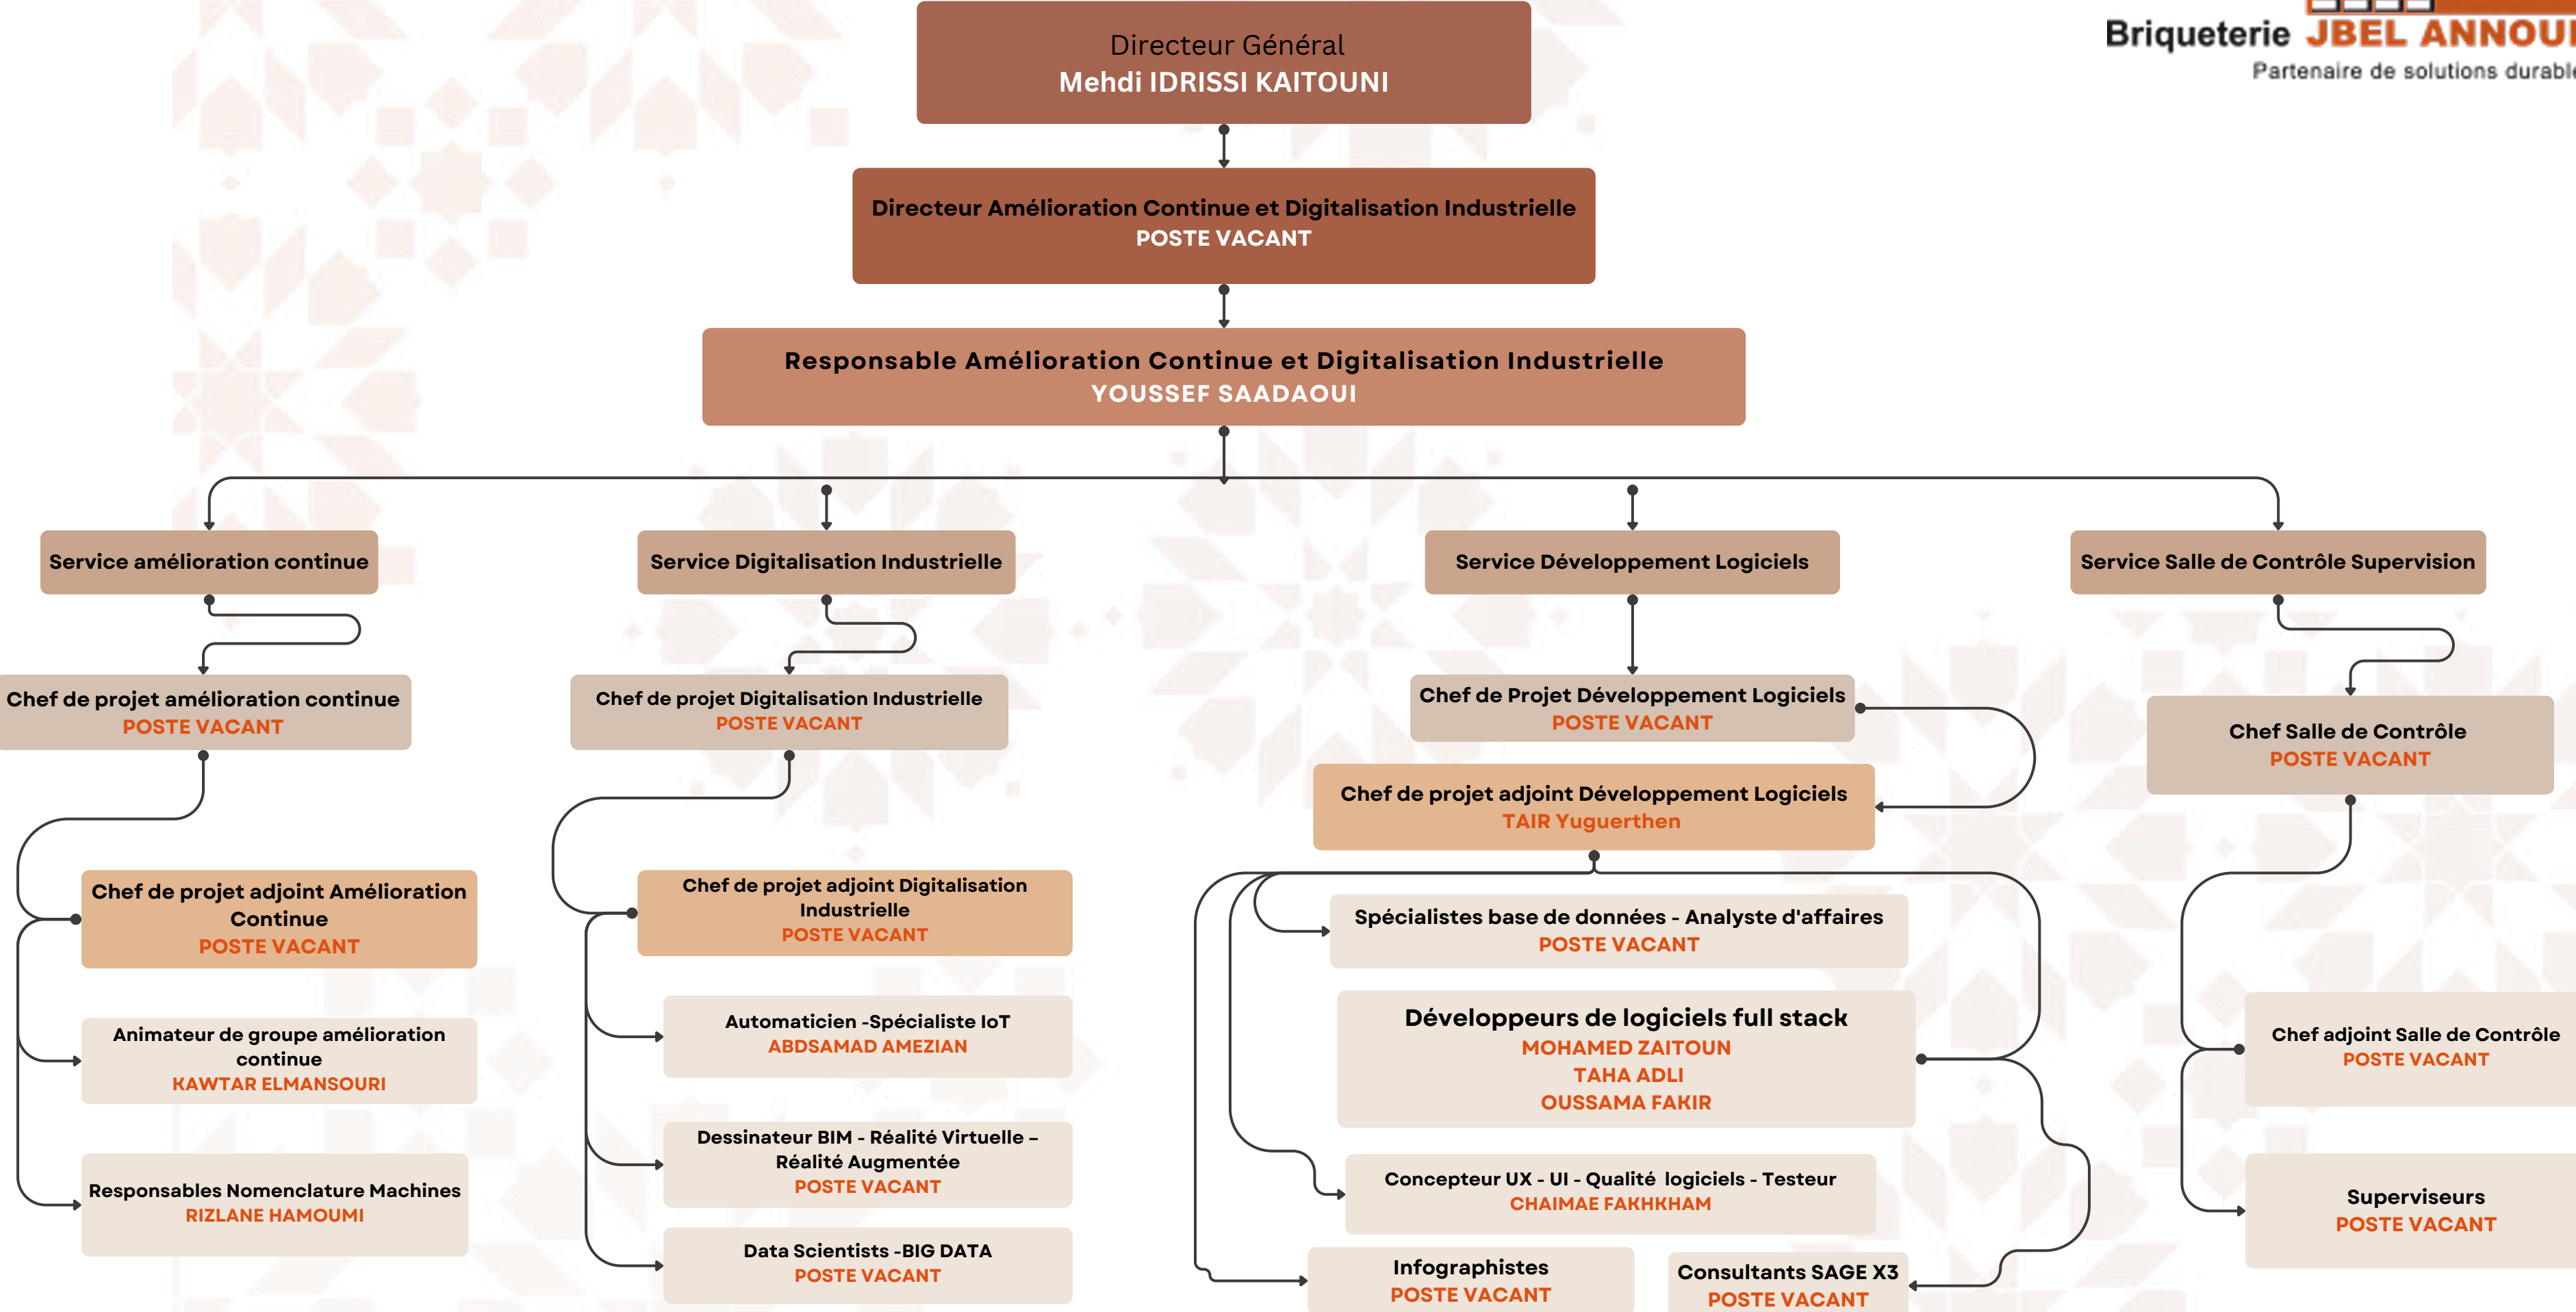 Directeur Général
Mehdi IDRISSI KAITOUNI
Briqueterie JBEL ANNOUR
Partenaire de solutions durable
Directeur Amélioration Continue et Digitalisation Industrielle
POSTE VACANT
Responsable Amélioration Continue et Digitalisation Industrielle
YOUSSEF SAADAOUI
Service amélioration continue
Service Digitalisation Industrielle
Service Développement Logiciels
Service Salle de Contrôle Supervision
Chef de projet amélioration continue
POSTE VACANT
Chef de projet Digitalisation Industrielle
POSTE VACANT
Chef de Projet Développement Logiciels
POSTE VACANT
Chef Salle de Contrôle
POSTE VACANT
Chef de projet adjoint Développement Logiciels
TAIR Yuguerthen
Chef de projet adjoint Amélioration
Continue
POSTE VACANT
Chef de projet adjoint Digitalisation
Industrielle
POSTE VACANT
Spécialistes base de données - Analyste d'affaires
POSTE VACANT
Animateur de groupe amélioration
continue
KAWTAR ELMANSOURI
Automaticien -Spécialiste IoT
ABDSAMAD AMEZIAN
Développeurs de logiciels full stack
MOHAMED ZAITOUN
TAHA ADLI
OUSSAMA FAKIR
Chef adjoint Salle de Contrôle
POSTE VACANT
Responsables Nomenclature Machines
RIZLANE HAMOUMI
Dessinateur BIM - Réalité Virtuelle –
Réalité Augmentée
POSTE VACANT
Concepteur UX - UI - Qualité  logiciels - Testeur
CHAIMAE FAKHKHAM
Superviseurs
POSTE VACANT
Data Scientists -BIG DATA
POSTE VACANT
Infographistes
POSTE VACANT
Consultants SAGE X3
POSTE VACANT